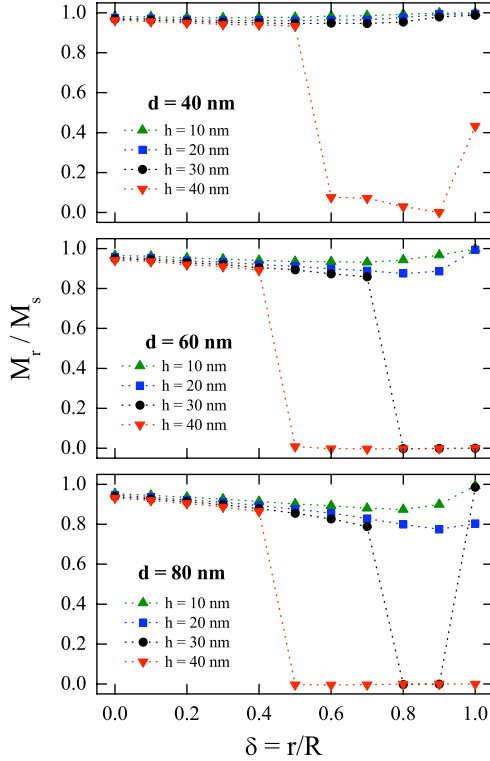 1.0
0.8
0.6
0.4
0.2
0.0
d = 40 nm
h = 10 nm
h = 20 nm
h = 30 nm
h = 40 nm
M_r / M_s
1.0
0.8
0.6
0.4
0.2
0.0
d = 60 nm
h = 10 nm
h = 20 nm
h = 30 nm
h = 40 nm
1.0
0.8
0.6
0.4
0.2
0.0
d = 80 nm
h = 10 nm
h = 20 nm
h = 30 nm
h = 40 nm
0.0 0.2 0.4 0.6 0.8 1.0
δ = r/R